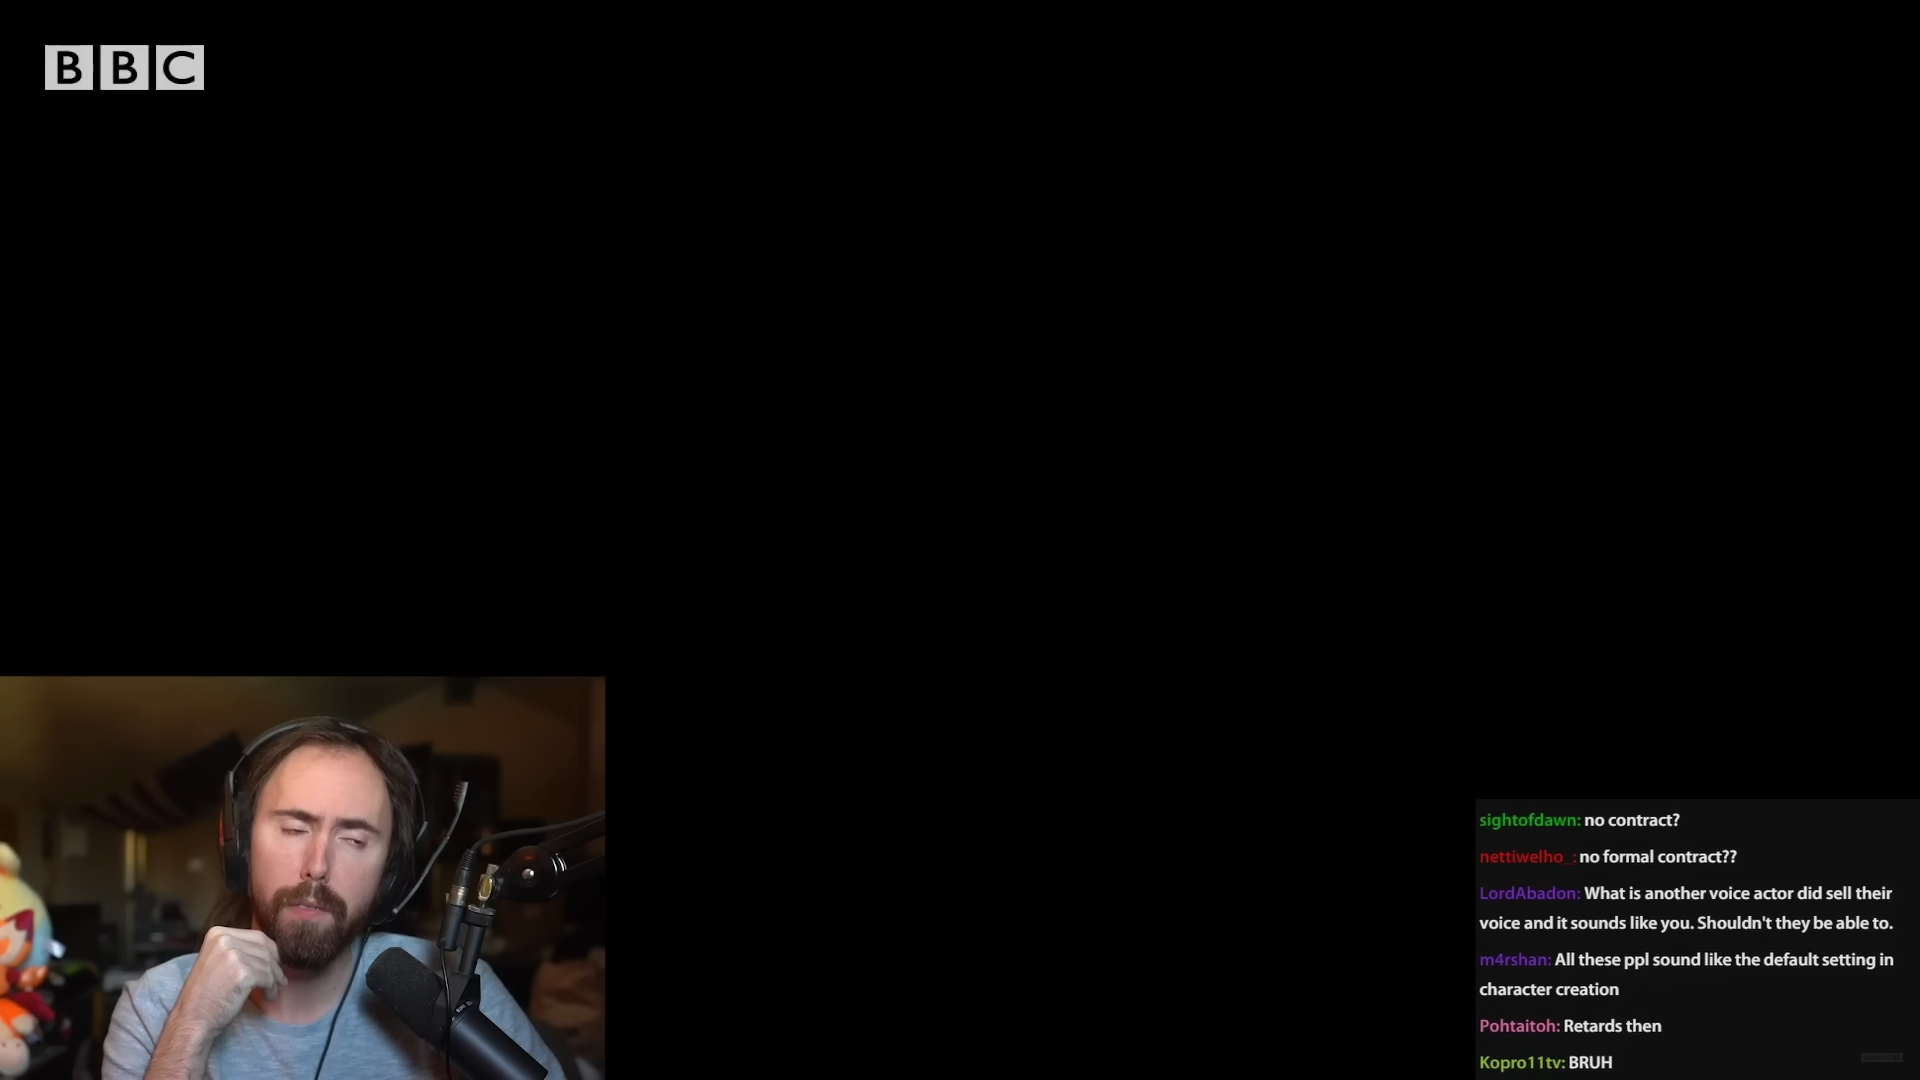 BBC
sightofdawn: no contract?
nettiwelho_: no formal contract??
LordAbadon: What is another voice actor did sell their
voice and it sounds like you. Shouldn't they be able to.
m4rshan: All these ppl sound like the default setting in
character creation
Pohtaitoh: Retards then
Kopro11tv: BRUH